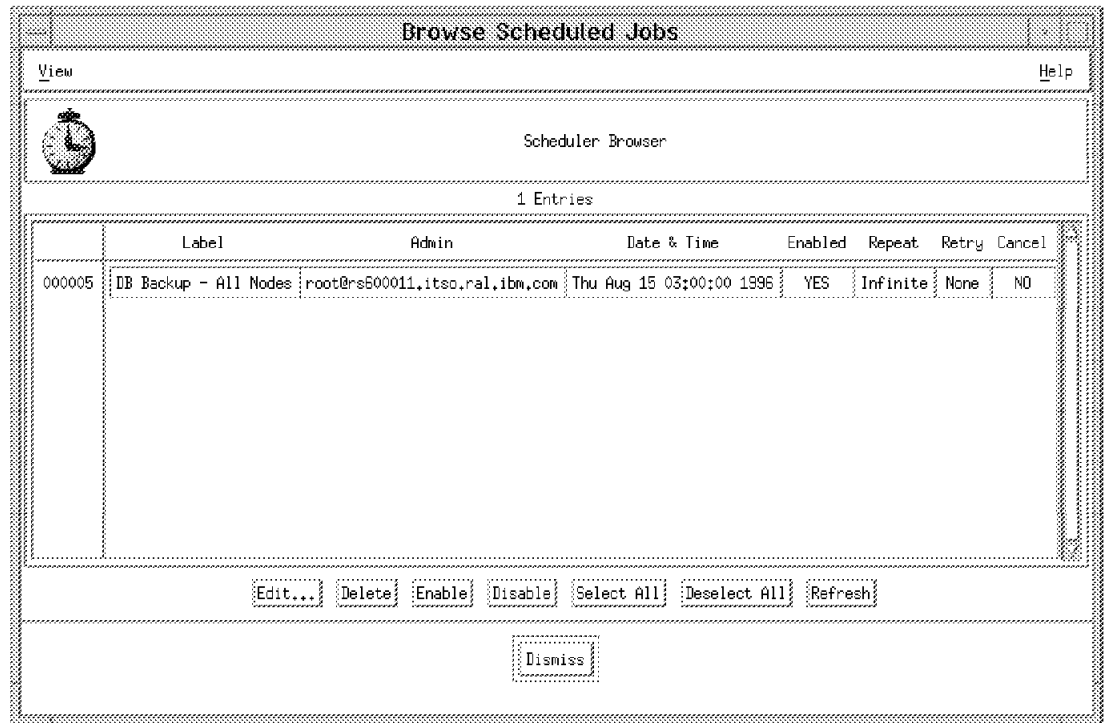 Browse Scheduled Jobs
View Help
Scheduler Browser
1 Entries
Label Admin Date & Time Enabled Repeat Retry Cancel
000005 DB Backup - All Nodes root@rs600011.itso.ral.ibm.com Thu Aug 15 03:00:00 1996 YES Infinite None NO
Edit... Delete Enable Disable Select All Deselect All Refresh
Dismiss